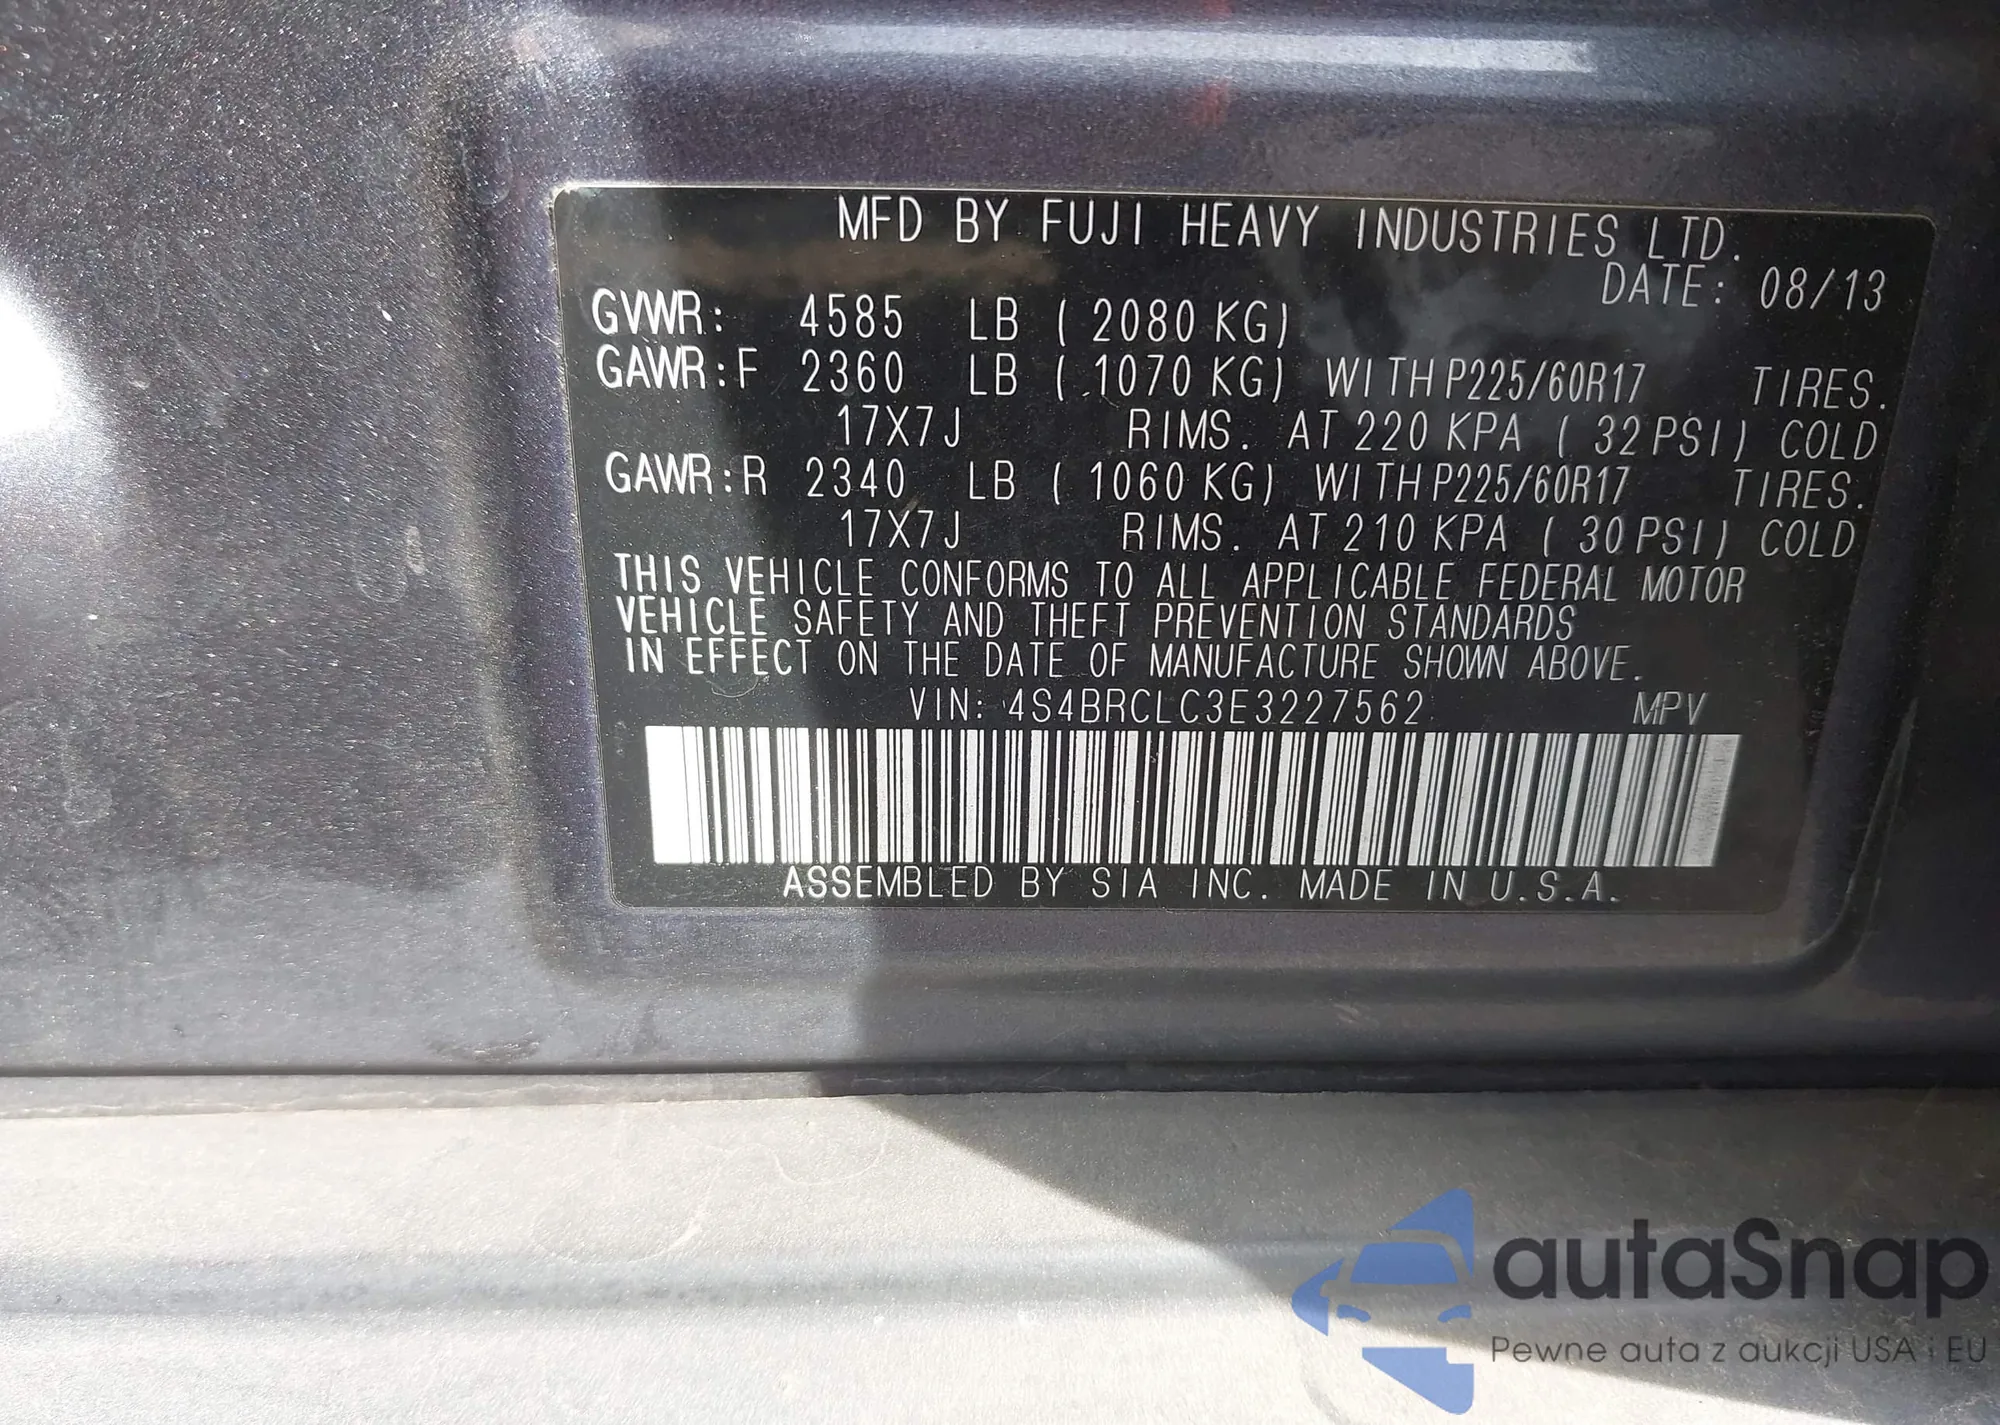 MFD BY FUJI HEAVY INDUSTRIES LTD.
DATE: 08/13
GVWR: 4585 LB ( 2080 KG)
GAWR:F 2360 LB ( 1070 KG) WITH P225/60R17 TIRES.
17X7J RIMS. AT 220 KPA ( 32 PSI) COLD
GAWR:R 2340 LB ( 1060 KG) WITH P225/60R17 TIRES.
17X7J RIMS. AT 210 KPA ( 30 PSI) COLD
THIS VEHICLE CONFORMS TO ALL APPLICABLE FEDERAL MOTOR
VEHICLE SAFETY AND THEFT PREVENTION STANDARDS
IN EFFECT ON THE DATE OF MANUFACTURE SHOWN ABOVE.
VIN: 4S4BRCLC3E3227562 MPV
ASSEMBLED BY SIA INC. MADE IN U.S.A.
autaSnap
Pewne auta z aukcji USA i EU